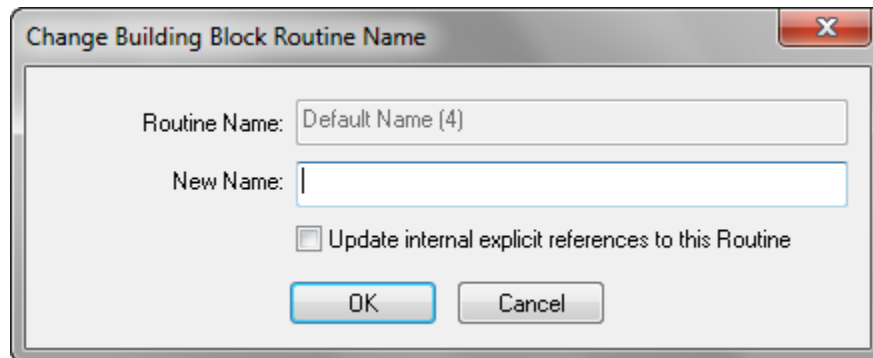 Change Building Block Routine Name
Routine Name: Default Name (4)
New Name:
Update internal explicit references to this Routine
OK Cancel